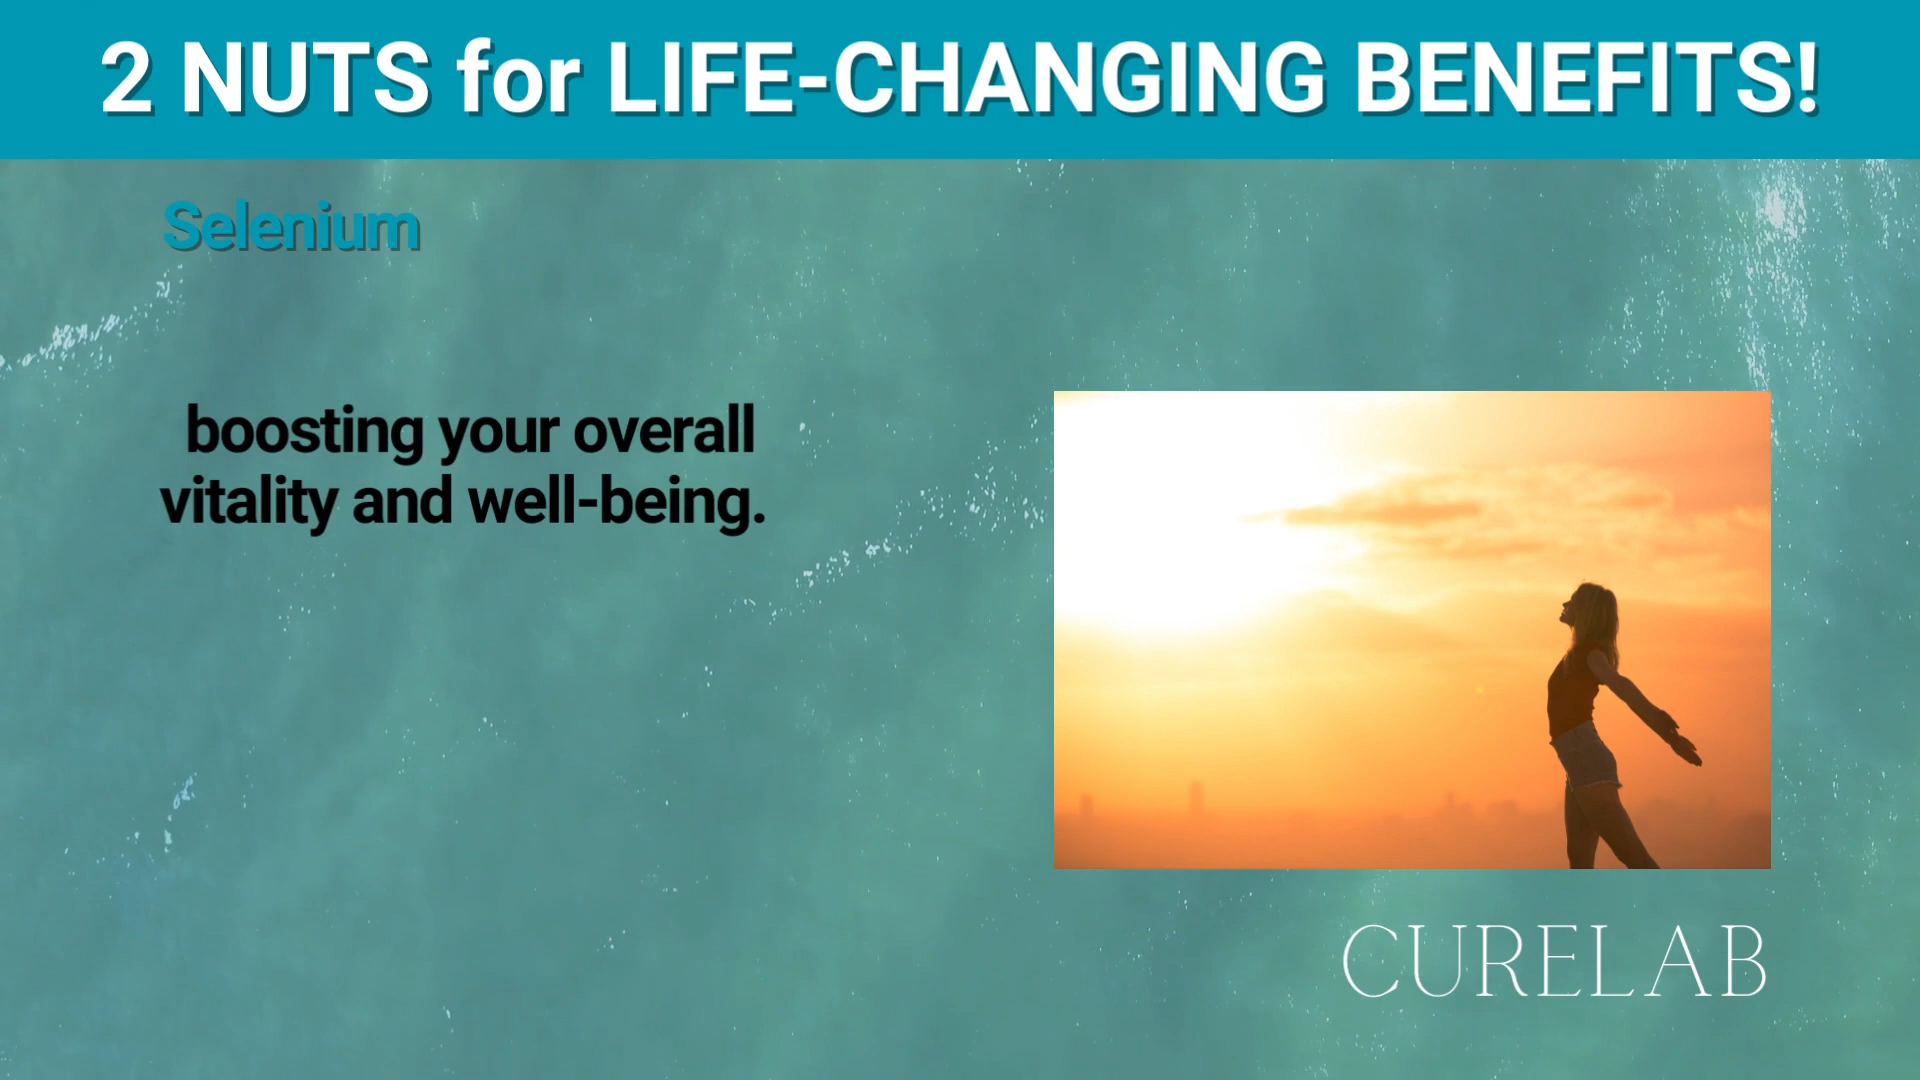 2 NUTS for LIFE-CHANGING BENEFITS!
Selenium
boosting your overall
vitality and well-being.
CURELAB